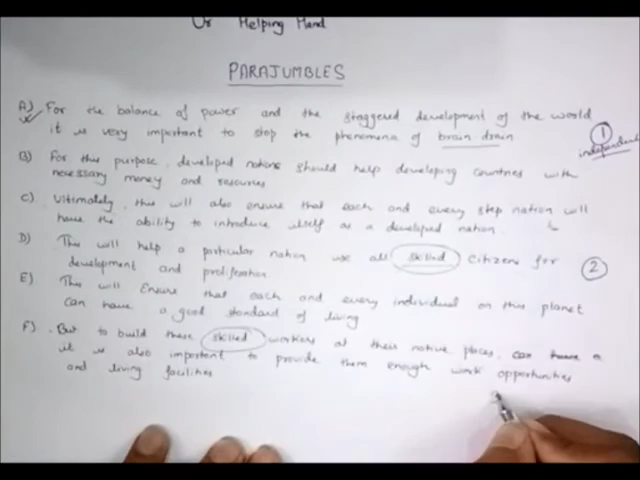 Ur Helping Hand
PARAJUMBLES
A) For the balance of power and the staggered development of the world
it is very important to stop the phenomena of brain drain
1
independent
B) For this purpose, developed nations should help developing countries with
necessary money and resources
C) Ultimately, this will also ensure that each and every step nation will
have the ability to introduce itself as a developed nation
D) This will help a particular nation use all skilled citizens for
development and proliferation
2
E) This will Ensure that each and every individual on this planet
can have a good standard of living
F) But to build these skilled workers at their native places, can have a
it is also important to provide them enough work opportunities
and living facilities